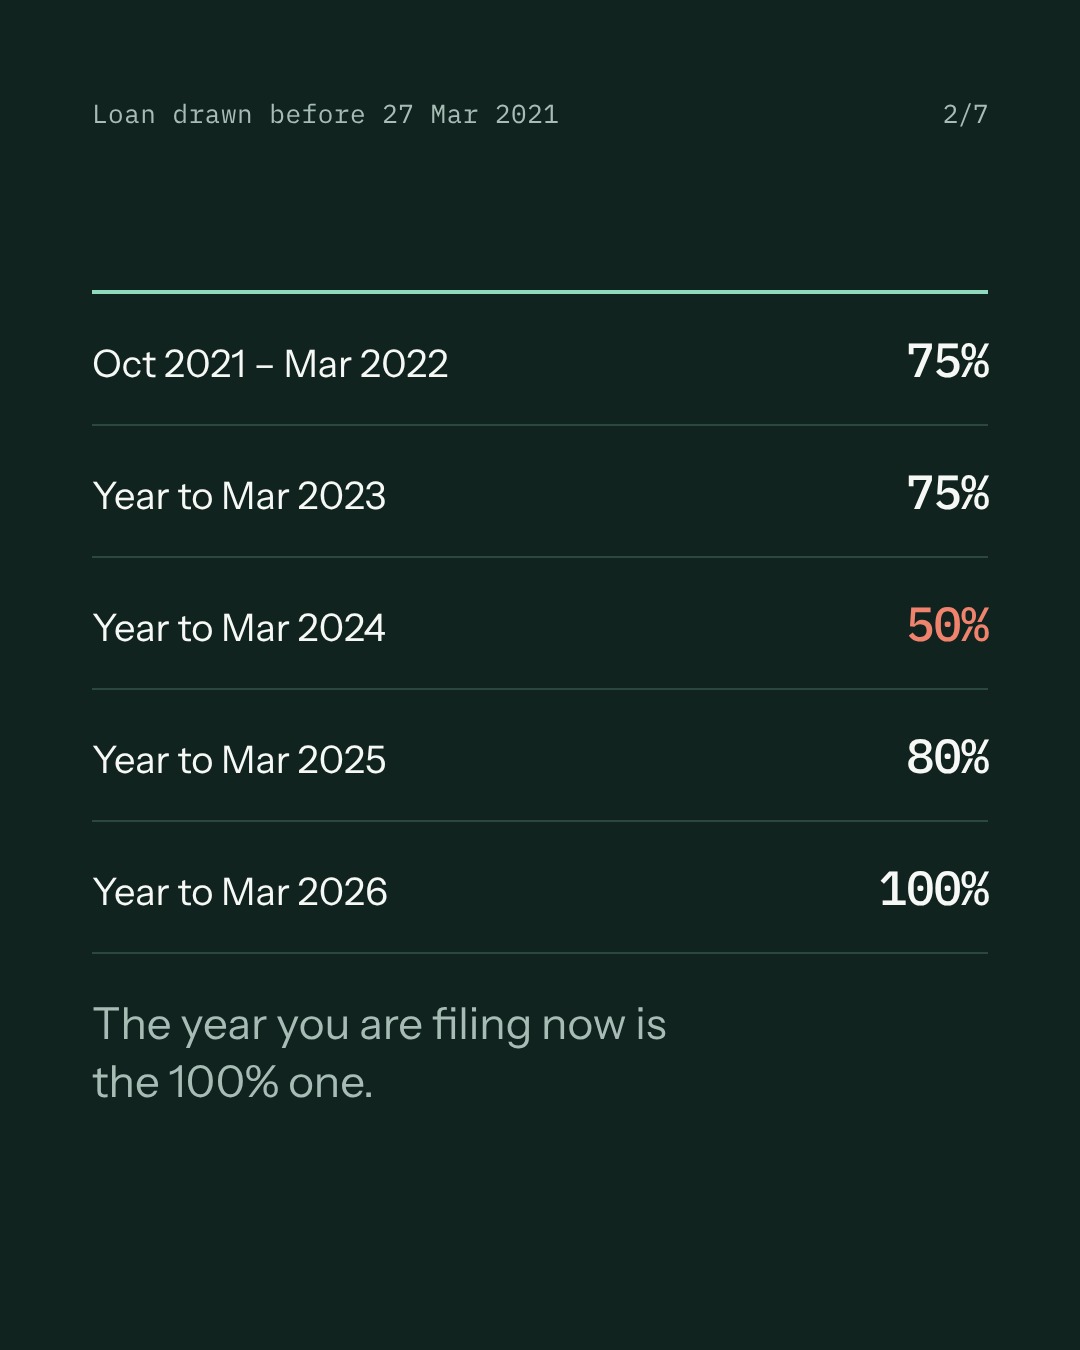 Loan drawn before 27 Mar 2021 2/7
Oct 2021 – Mar 2022 75%
Year to Mar 2023 75%
Year to Mar 2024 50%
Year to Mar 2025 80%
Year to Mar 2026 100%
The year you are filing now is
the 100% one.